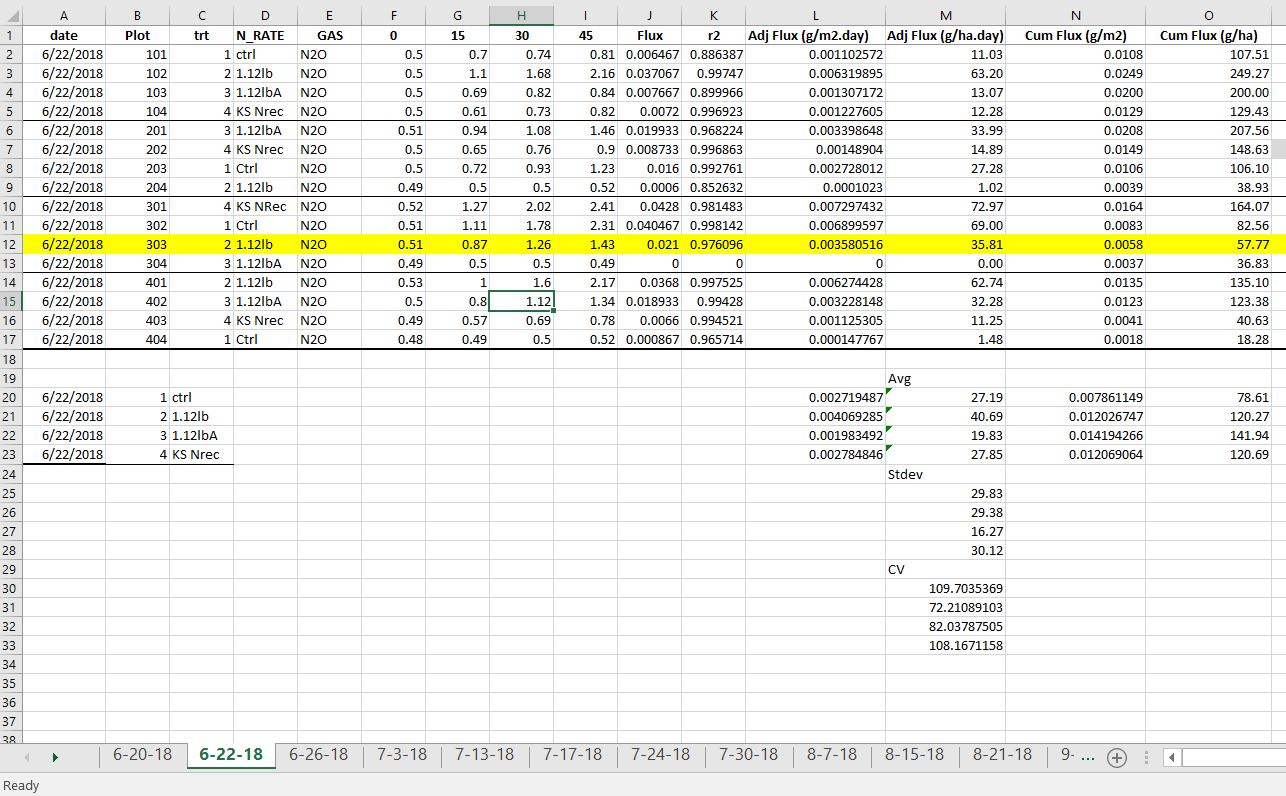 A B C D E F G H I J K L M N O
1 date Plot trt N_RATE GAS 0 15 30 45 Flux r2 Adj Flux (g/m2.day) Adj Flux (g/ha.day) Cum Flux (g/m2) Cum Flux (g/ha)
2 6/22/2018 101 1 ctrl N2O 0.5 0.7 0.74 0.81 0.006467 0.886387 0.001102572 11.03 0.0108 107.51
3 6/22/2018 102 2 1.12lb N2O 0.5 1.1 1.68 2.16 0.037067 0.99747 0.006319895 63.20 0.0249 249.27
4 6/22/2018 103 3 1.12lbA N2O 0.5 0.69 0.82 0.84 0.007667 0.899966 0.001307172 13.07 0.0200 200.00
5 6/22/2018 104 4 KS Nrec N2O 0.5 0.61 0.73 0.82 0.0072 0.996923 0.001227605 12.28 0.0129 129.43
6 6/22/2018 201 3 1.12lbA N2O 0.51 0.94 1.08 1.46 0.019933 0.968224 0.003398648 33.99 0.0208 207.56
7 6/22/2018 202 4 KS Nrec N2O 0.5 0.65 0.76 0.9 0.008733 0.996863 0.00148904 14.89 0.0149 148.63
8 6/22/2018 203 1 Ctrl N2O 0.5 0.72 0.93 1.23 0.016 0.992761 0.002728012 27.28 0.0106 106.10
9 6/22/2018 204 2 1.12lb N2O 0.49 0.5 0.5 0.52 0.0006 0.852632 0.0001023 1.02 0.0039 38.93
10 6/22/2018 301 4 KS NRec N2O 0.52 1.27 2.02 2.41 0.0428 0.981483 0.007297432 72.97 0.0164 164.07
11 6/22/2018 302 1 Ctrl N2O 0.51 1.11 1.78 2.31 0.040467 0.998142 0.006899597 69.00 0.0083 82.56
12 6/22/2018 303 2 1.12lb N2O 0.51 0.87 1.26 1.43 0.021 0.976096 0.003580516 35.81 0.0058 57.77
13 6/22/2018 304 3 1.12lbA N2O 0.49 0.5 0.5 0.49 0 0 0 0.00 0.0037 36.83
14 6/22/2018 401 2 1.12lb N2O 0.53 1 1.6 2.17 0.0368 0.997525 0.006274428 62.74 0.0135 135.10
15 6/22/2018 402 3 1.12lbA N2O 0.5 0.8 1.12 1.34 0.018933 0.99428 0.003228148 32.28 0.0123 123.38
16 6/22/2018 403 4 KS Nrec N2O 0.49 0.57 0.69 0.78 0.0066 0.994521 0.001125305 11.25 0.0041 40.63
17 6/22/2018 404 1 Ctrl N2O 0.48 0.49 0.5 0.52 0.000867 0.965714 0.000147767 1.48 0.0018 18.28
18
19 Avg
20 6/22/2018 1 ctrl 0.002719487 27.19 0.007861149 78.61
21 6/22/2018 2 1.12lb 0.004069285 40.69 0.012026747 120.27
22 6/22/2018 3 1.12lbA 0.001983492 19.83 0.014194266 141.94
23 6/22/2018 4 KS Nrec 0.002784846 27.85 0.012069064 120.69
24 Stdev
25 29.83
26 29.38
27 16.27
28 30.12
29 CV
30 109.7035369
31 72.21089103
32 82.03787505
33 108.1671158
34
35
36
37
38
6-20-18 6-22-18 6-26-18 7-3-18 7-13-18 7-17-18 7-24-18 7-30-18 8-7-18 8-15-18 8-21-18 9- ...
Ready